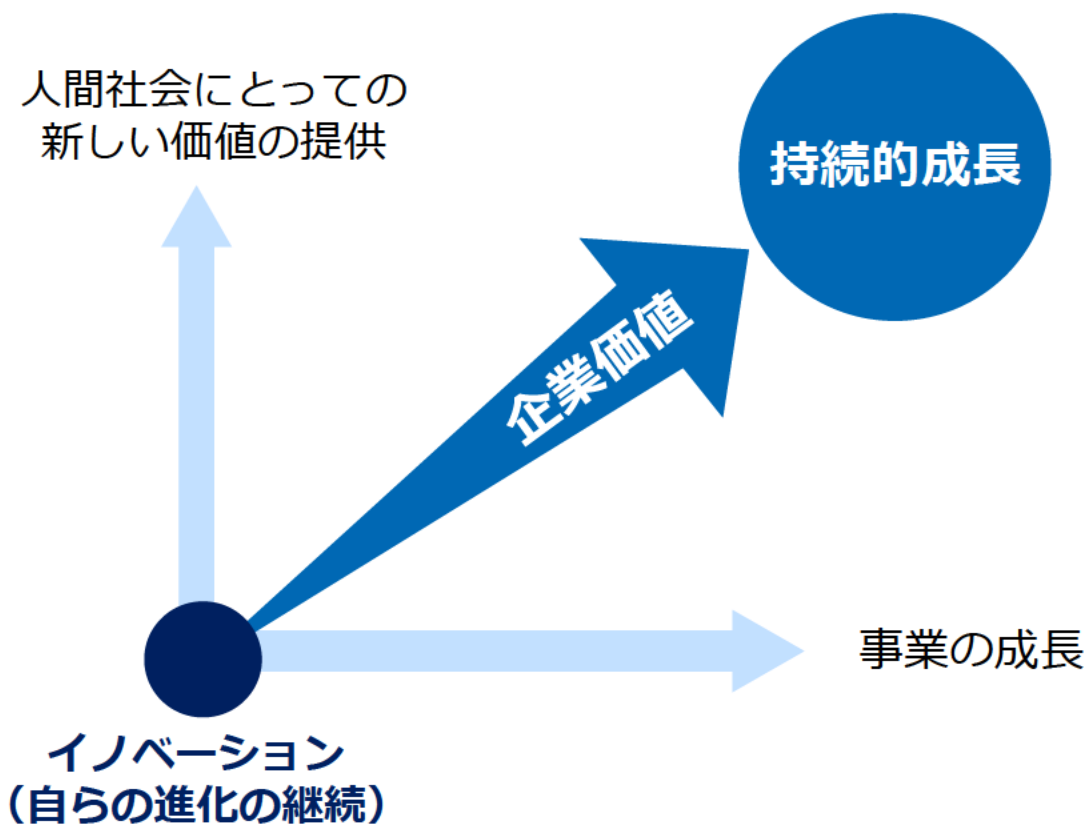 人間社会にとっての
新しい価値の提供
持続的成長
企業価値
事業の成長
イノベーション
（自らの進化の継続）